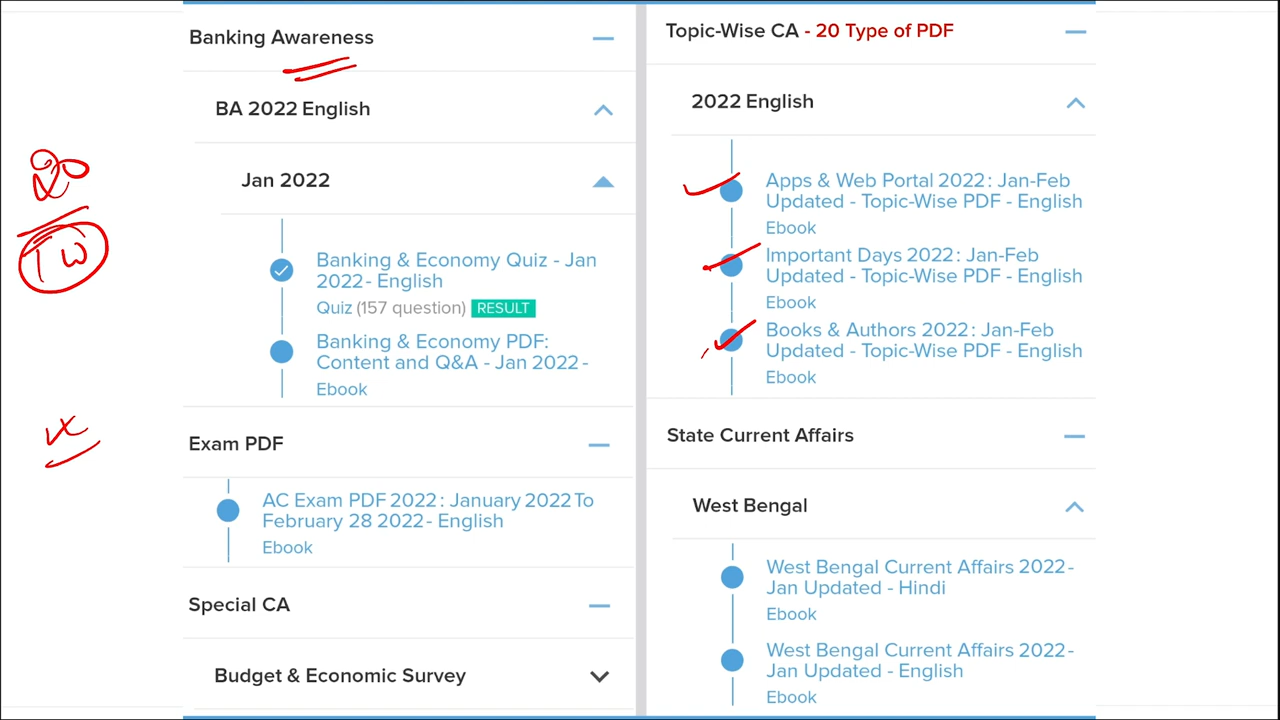 Banking Awareness
BA 2022 English
Jan 2022
Banking & Economy Quiz - Jan
2022- English
Quiz (157 question) RESULT
Banking & Economy PDF:
Content and Q&A - Jan 2022 -
Ebook
Exam PDF
AC Exam PDF 2022 : January 2022 To
February 28 2022- English
Ebook
Special CA
Budget & Economic Survey
20
TW
Topic-Wise CA - 20 Type of PDF
2022 English
Apps & Web Portal 2022 : Jan-Feb
Updated - Topic-Wise PDF - English
Ebook
Important Days 2022 : Jan-Feb
Updated - Topic-Wise PDF - English
Ebook
Books & Authors 2022 : Jan-Feb
Updated - Topic-Wise PDF - English
Ebook
State Current Affairs
West Bengal
West Bengal Current Affairs 2022-
Jan Updated - Hindi
Ebook
West Bengal Current Affairs 2022-
Jan Updated - English
Ebook